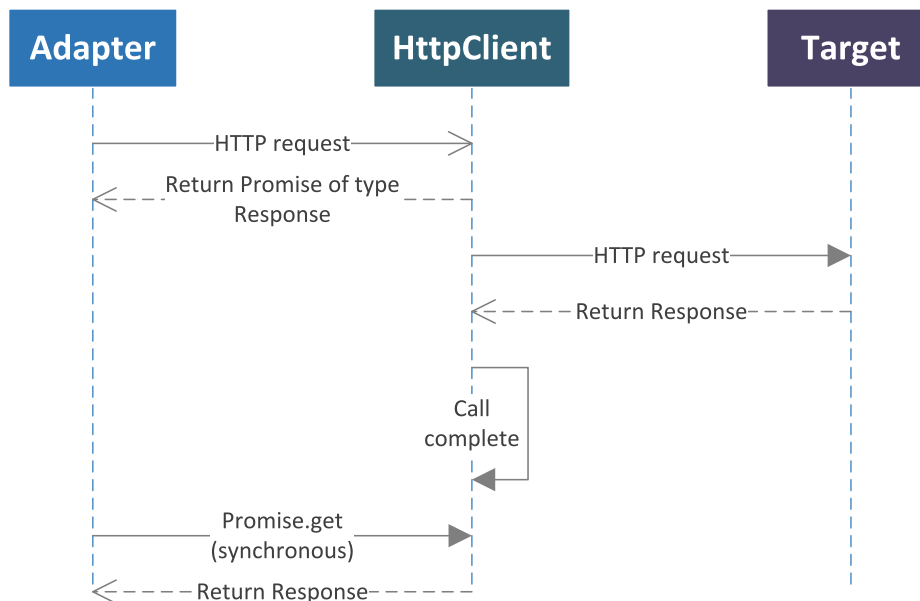 Adapter
HttpClient
Target
HTTP request
Return Promise of type
Response
HTTP request
Return Response
Call
complete
Promise.get
(synchronous)
Return Response